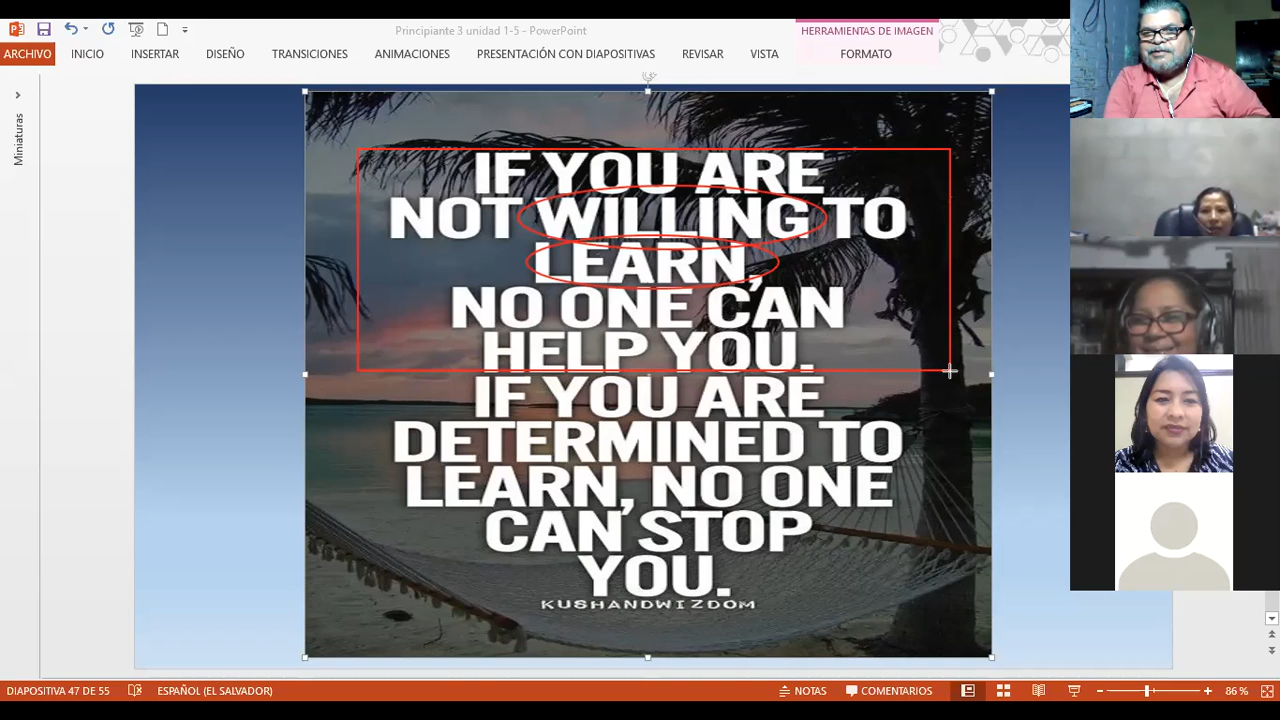 Principiante 3 unidad 1-5 - PowerPoint
HERRAMIENTAS DE IMAGEN
ARCHIVO INICIO INSERTAR DISEÑO TRANSICIONES ANIMACIONES PRESENTACIÓN CON DIAPOSITIVAS REVISAR VISTA FORMATO
Miniaturas
IF YOU ARE
NOT WILLING TO
LEARN,
NO ONE CAN
HELP YOU.
IF YOU ARE
DETERMINED TO
LEARN, NO ONE
CAN STOP
YOU.
KUSHANDWIZDOM
DIAPOSITIVA 47 DE 55 ESPAÑOL (EL SALVADOR) NOTAS COMENTARIOS 86 %